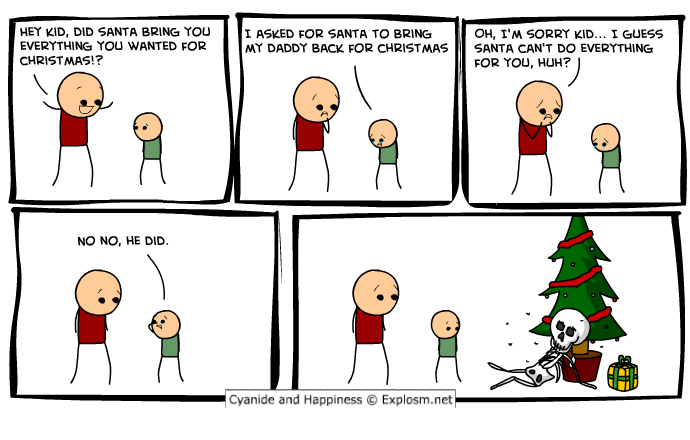 HEY KID, DID SANTA BRING YOU
EVERYTHING YOU WANTED FOR
CHRISTMAS!?
I ASKED FOR SANTA TO BRING
MY DADDY BACK FOR CHRISTMAS
OH, I'M SORRY KID... I GUESS
SANTA CAN'T DO EVERYTHING
FOR YOU, HUH?
NO NO, HE DID.
Cyanide and Happiness © Explosm.net